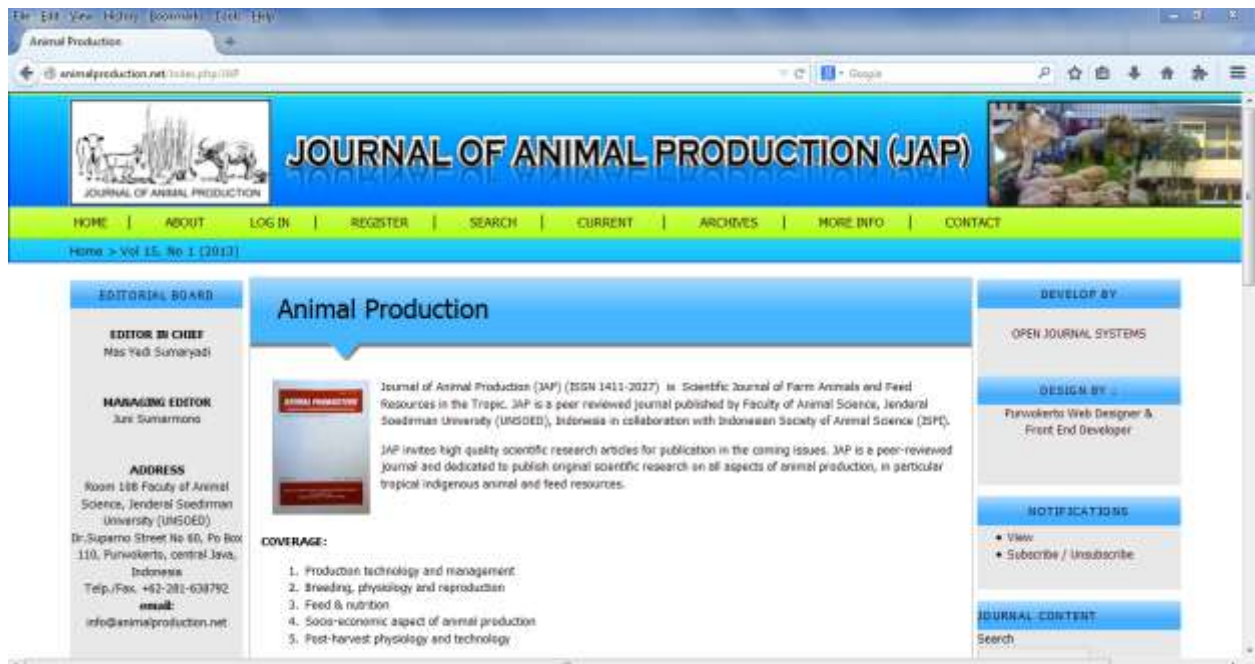 File Edit View History Bookmarks Tools Help
Animal Production
animalproduction.net/index.php/JAP
Google
JOURNAL OF ANIMAL PRODUCTION
JOURNAL OF ANIMAL PRODUCTION (JAP)
HOME | ABOUT LOG IN | REGISTER | SEARCH | CURRENT | ARCHIVES | MORE INFO | CONTACT
Home > Vol 15, No 1 (2013)
EDITORIAL BOARD
EDITOR IN CHIEF
Mas Yedi Sumaryadi
MANAGING EDITOR
Juni Sumarmono
ADDRESS
Room 108 Faculty of Animal
Science, Jenderal Soedirman
University (UNSOED)
Dr.Suparno Street No 60, Po Box
110, Purwokerto, central Java,
Indonesia
Telp./Fax. +62-281-638792
email:
info@animalproduction.net
Animal Production
ANIMAL PRODUCTION
Journal of Animal Production (JAP) (ISSN 1411-2027) is Scientific Journal of Farm Animals and Feed
Resources in the Tropic. JAP is a peer reviewed journal published by Faculty of Animal Science, Jenderal
Soedirman University (UNSOED), Indonesia in collaboration with Indonesian Society of Animal Science (ISPI).
JAP invites high quality scientific research articles for publication in the coming issues. JAP is a peer-reviewed
journal and dedicated to publish original scientific research on all aspects of animal production, in particular
tropical indigenous animal and feed resources.
COVERAGE:
1. Production technology and management
2. Breeding, physiology and reproduction
3. Feed & nutrition
4. Socio-economic aspect of animal production
5. Post-harvest physiology and technology
DEVELOP BY
OPEN JOURNAL SYSTEMS
DESIGN BY :
Purwokerto Web Designer &
Front End Developer
NOTIFICATIONS
• View
• Subscribe / Unsubscribe
JOURNAL CONTENT
Search